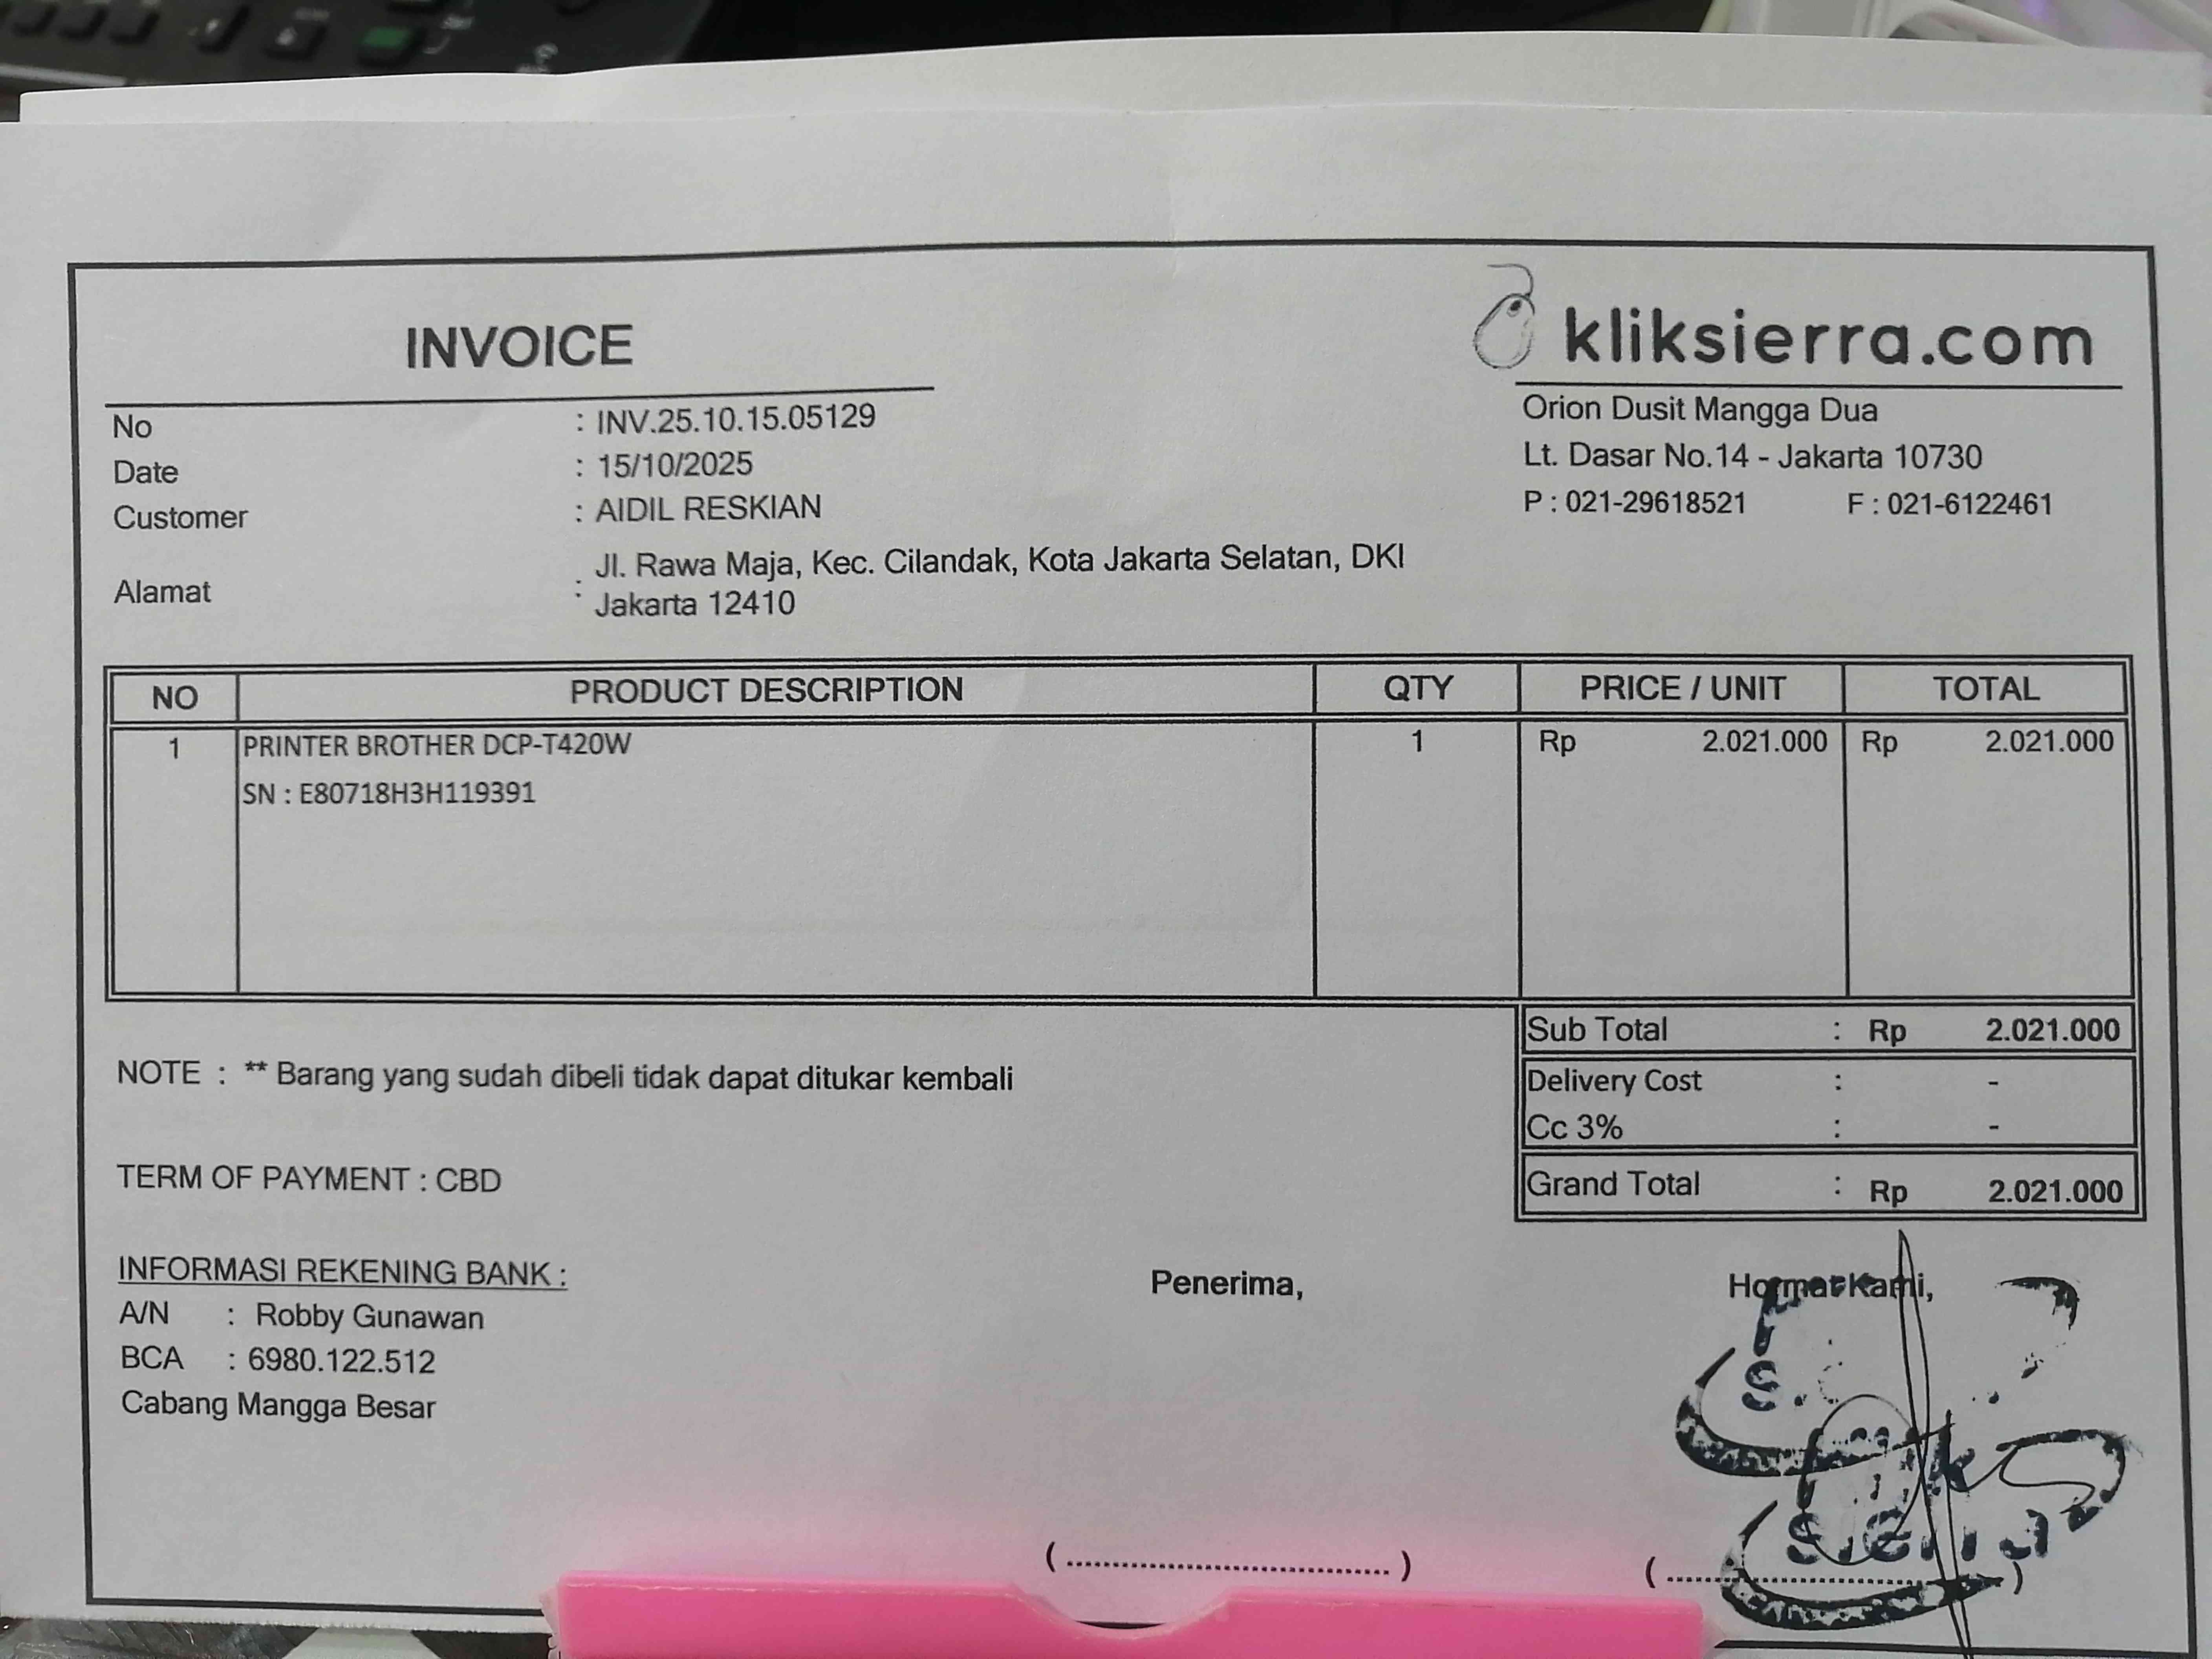 INVOICE
kliksierra.com
No : INV.25.10.15.05129
Date : 15/10/2025
Customer : AIDIL RESKIAN
Alamat : Jl. Rawa Maja, Kec. Cilandak, Kota Jakarta Selatan, DKI
Jakarta 12410
Orion Dusit Mangga Dua
Lt. Dasar No.14 - Jakarta 10730
P : 021-29618521 F : 021-6122461
NO PRODUCT DESCRIPTION QTY PRICE / UNIT TOTAL
1 PRINTER BROTHER DCP-T420W 1 Rp 2.021.000 Rp 2.021.000
SN : E80718H3H119391
Sub Total : Rp 2.021.000
Delivery Cost : -
Cc 3% : -
Grand Total : Rp 2.021.000
NOTE : ** Barang yang sudah dibeli tidak dapat ditukar kembali
TERM OF PAYMENT : CBD
INFORMASI REKENING BANK :
A/N : Robby Gunawan
BCA : 6980.122.512
Cabang Mangga Besar
Penerima,
Hormat Kami,
(..............................)
(..............................)
sierra